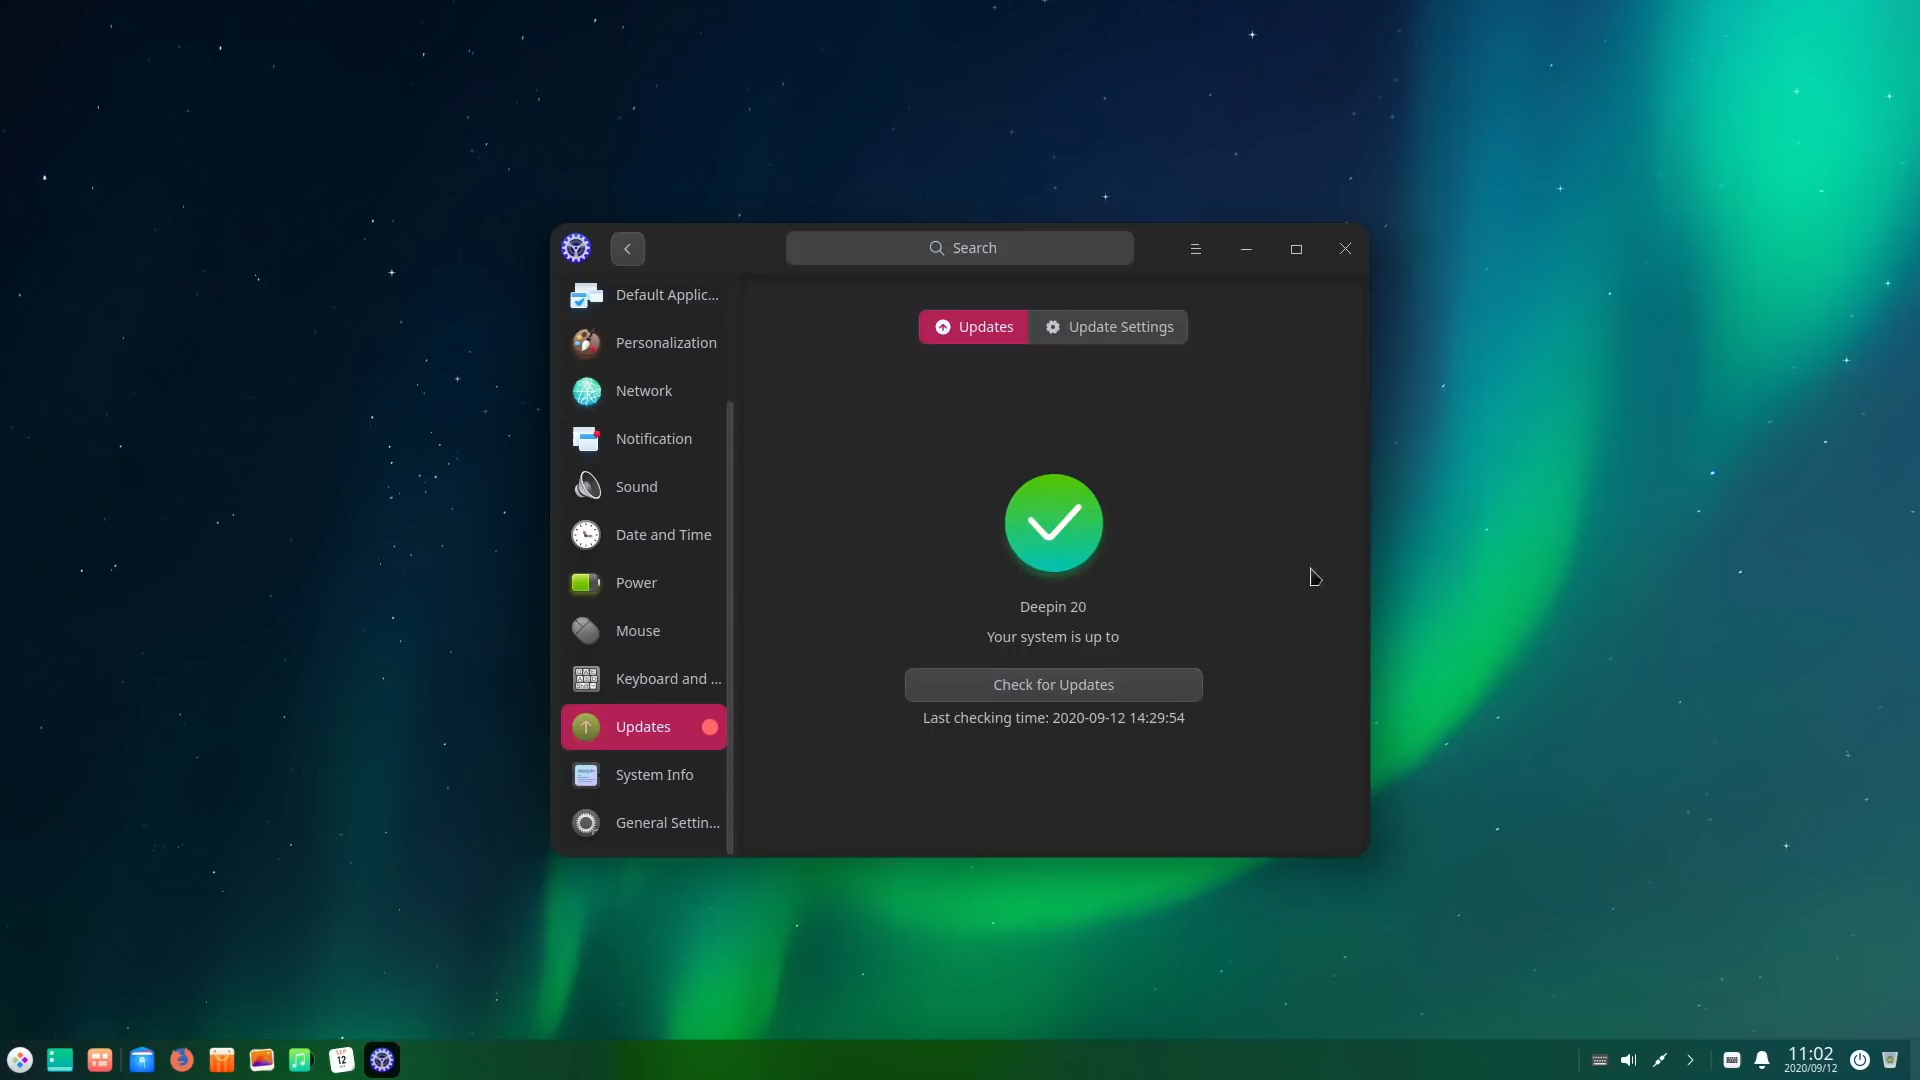 Search
Default Applic...
Personalization
Network
Notification
Sound
Date and Time
Power
Mouse
Keyboard and ...
Updates
System Info
General Settin...
Updates
Update Settings
Deepin 20
Your system is up to
Check for Updates
Last checking time: 2020-09-12 14:29:54
SEP
12
11:02
2020/09/12